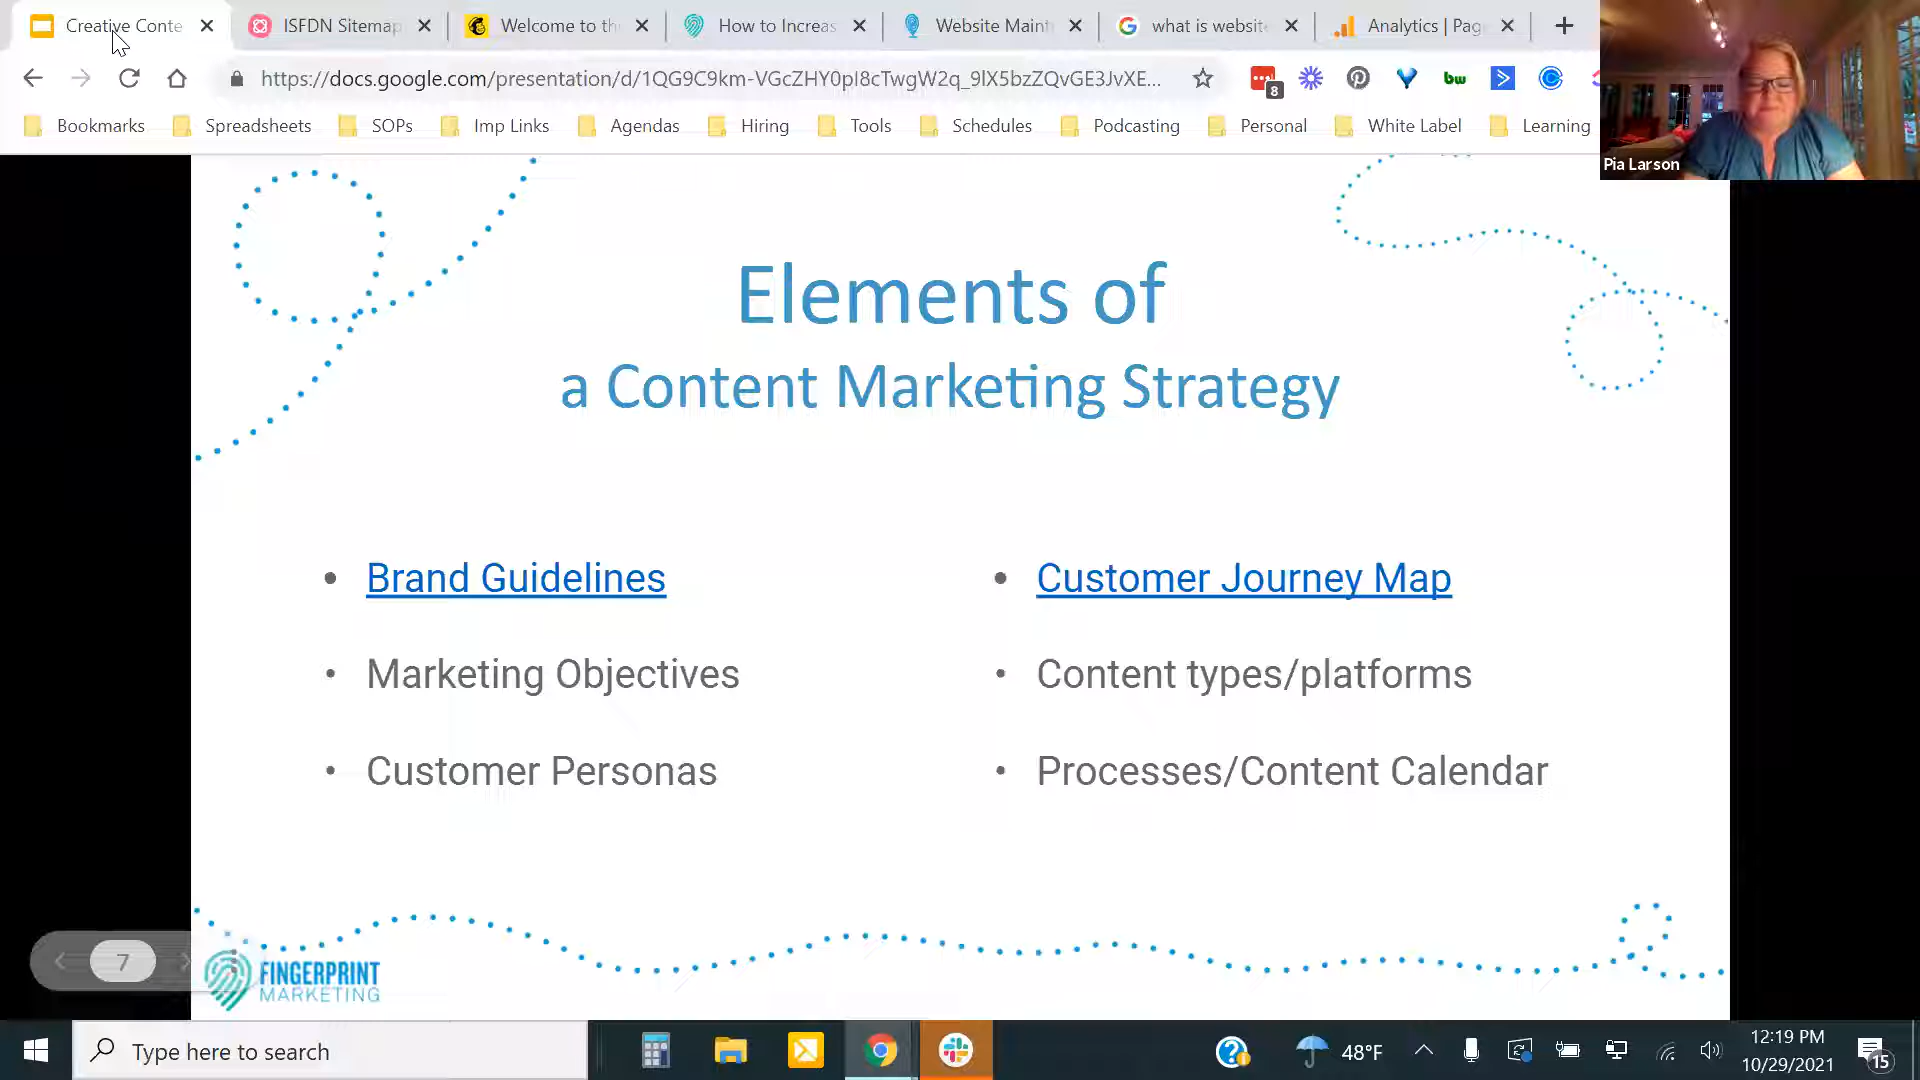 Creative Conte
ISFDN Sitemap
Welcome to th
How to Increas
Website Maint
what is website
Analytics | Pag
https://docs.google.com/presentation/d/1QG9C9km-VGcZHY0pI8cTwgW2q_9lX5bzZQvGE3JvXE...
8
bw
Bookmarks
Spreadsheets
SOPs
Imp Links
Agendas
Hiring
Tools
Schedules
Podcasting
Personal
White Label
Learning
Pia Larson
Elements of
a Content Marketing Strategy
• Brand Guidelines
• Marketing Objectives
• Customer Personas
• Customer Journey Map
• Content types/platforms
• Processes/Content Calendar
7
FINGERPRINT
MARKETING
Type here to search
48°F
12:19 PM
10/29/2021
15